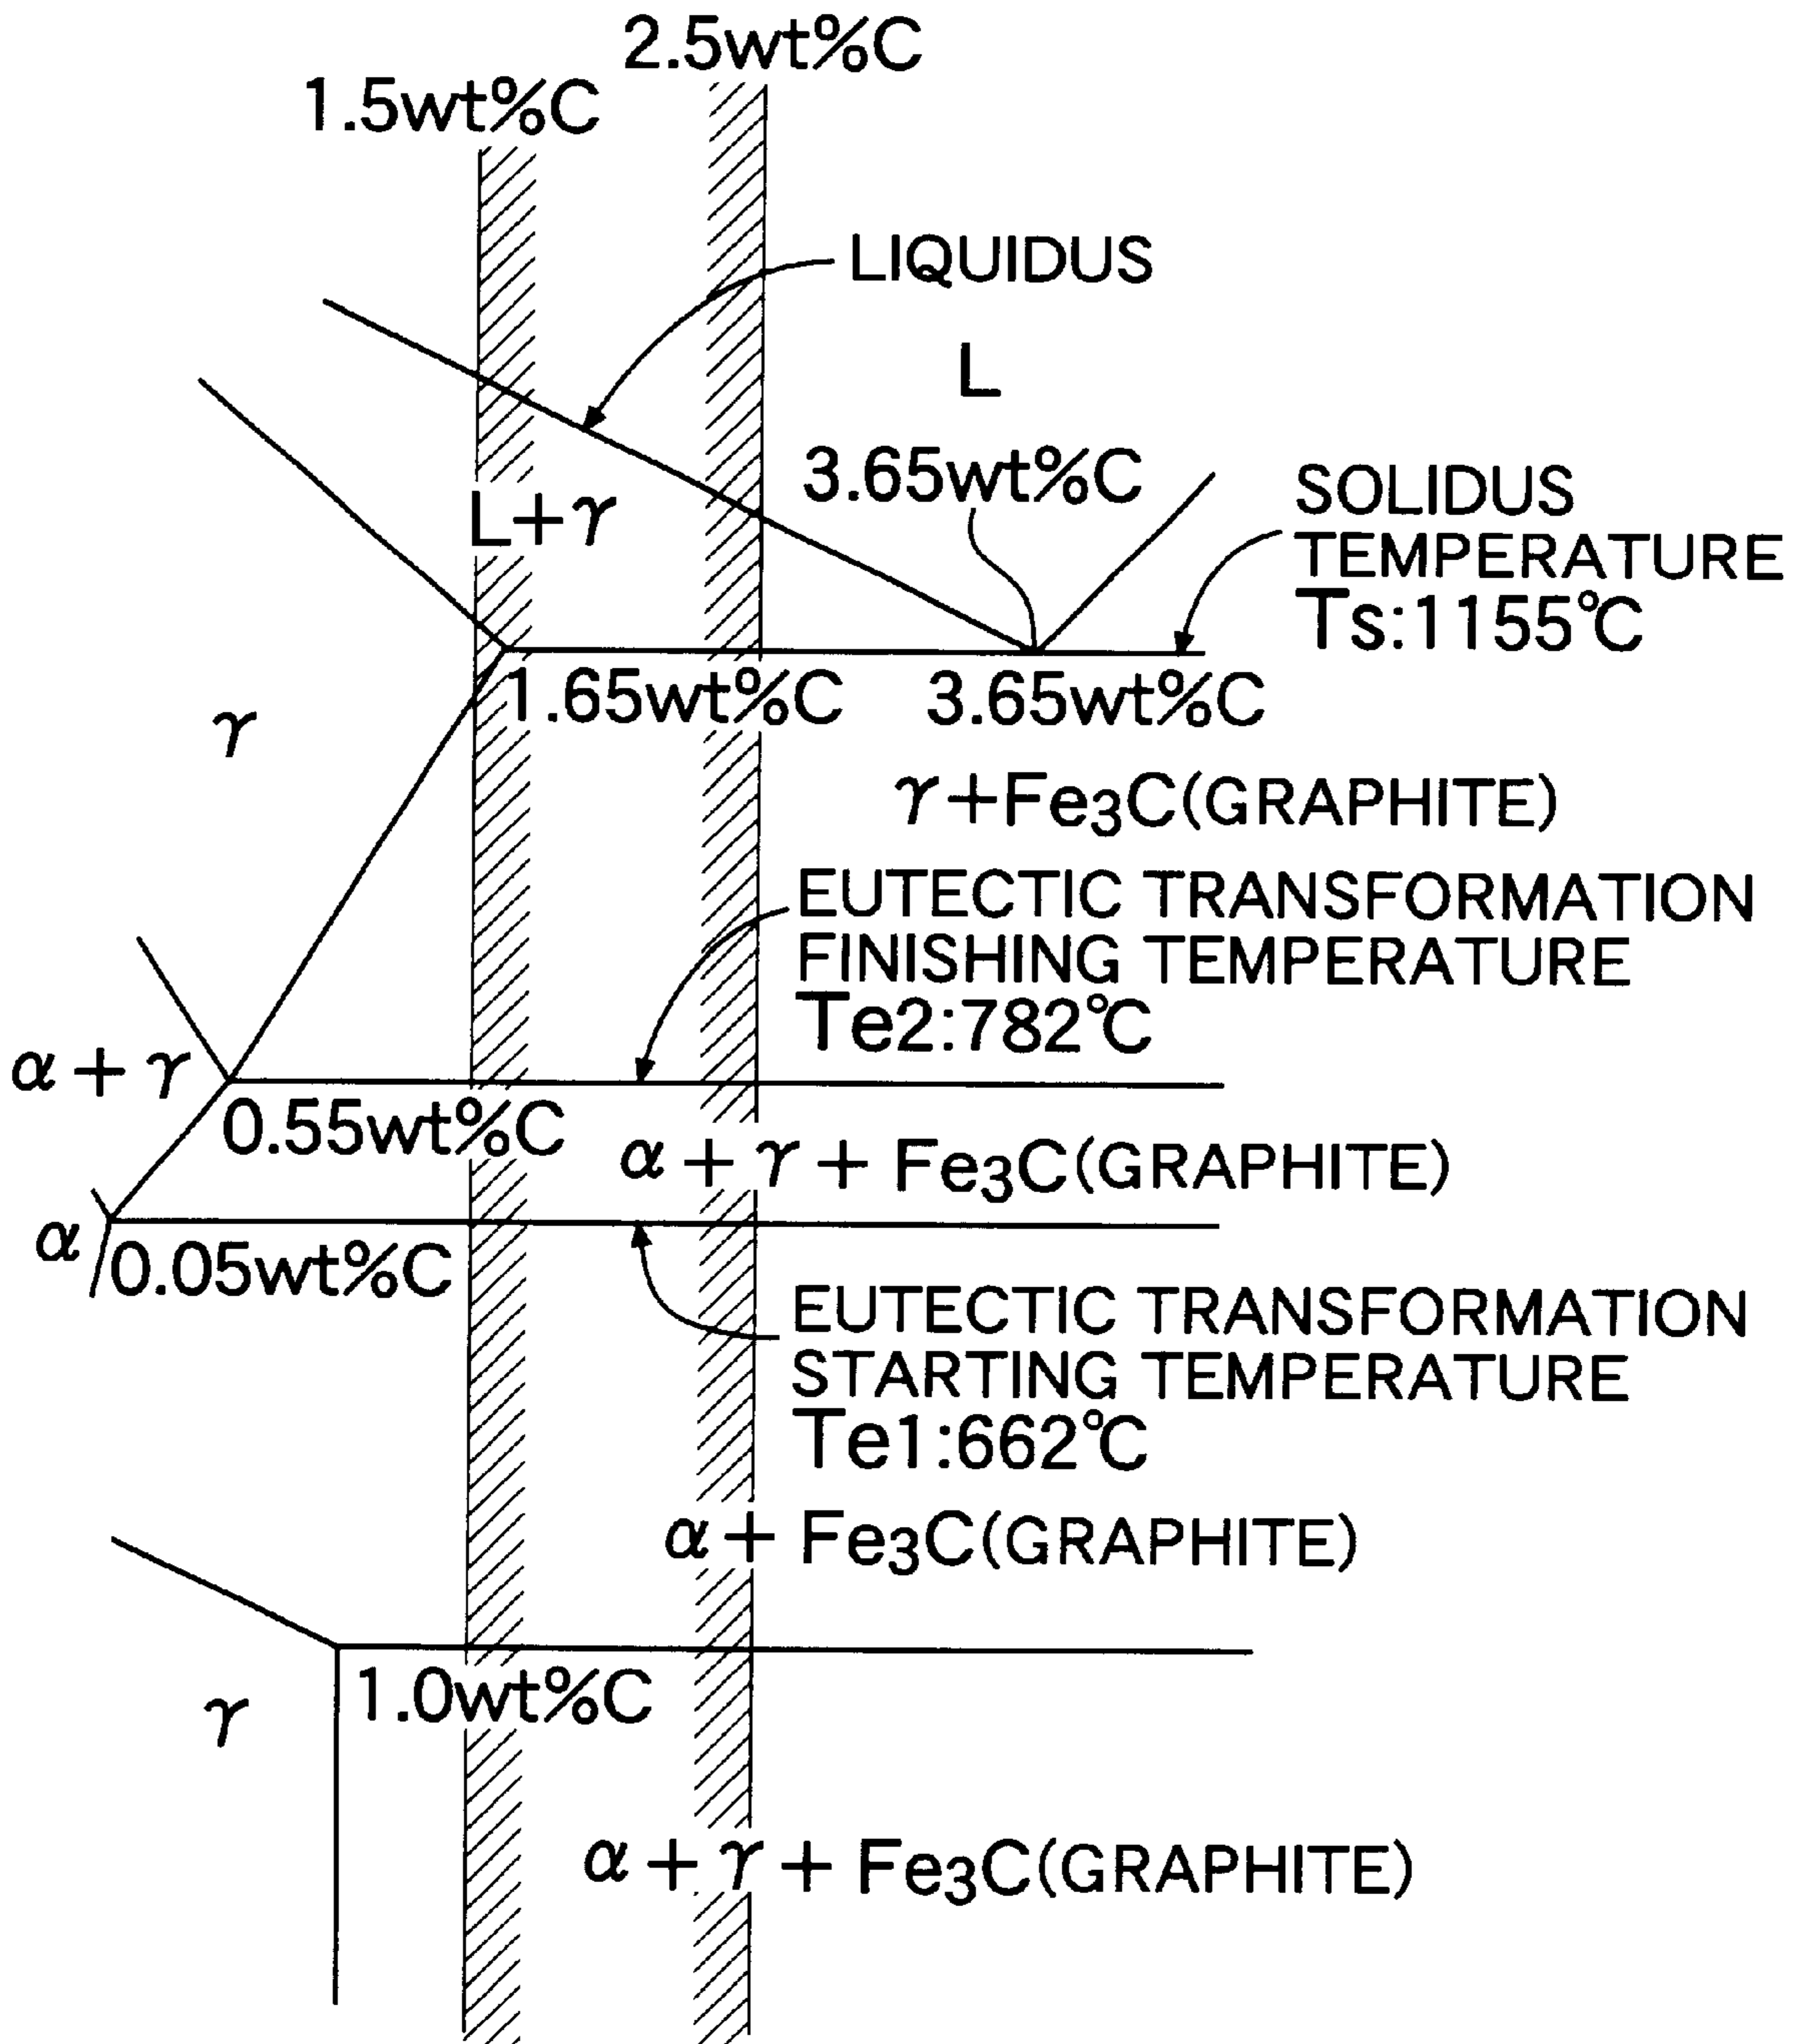 2.5wt%C
1.5wt%C
LIQUIDUS
L
3.65wt%C
SOLIDUS
TEMPERATURE
Ts:1155℃
L+γ
1.65wt%C
3.65wt%C
γ
γ+Fe₃C(GRAPHITE)
EUTECTIC TRANSFORMATION
FINISHING TEMPERATURE
Te2:782℃
α+γ
0.55wt%C
α+γ+Fe₃C(GRAPHITE)
α
0.05wt%C
EUTECTIC TRANSFORMATION
STARTING TEMPERATURE
Te1:662℃
α+Fe₃C(GRAPHITE)
1.0wt%C
γ
α+γ+Fe₃C(GRAPHITE)